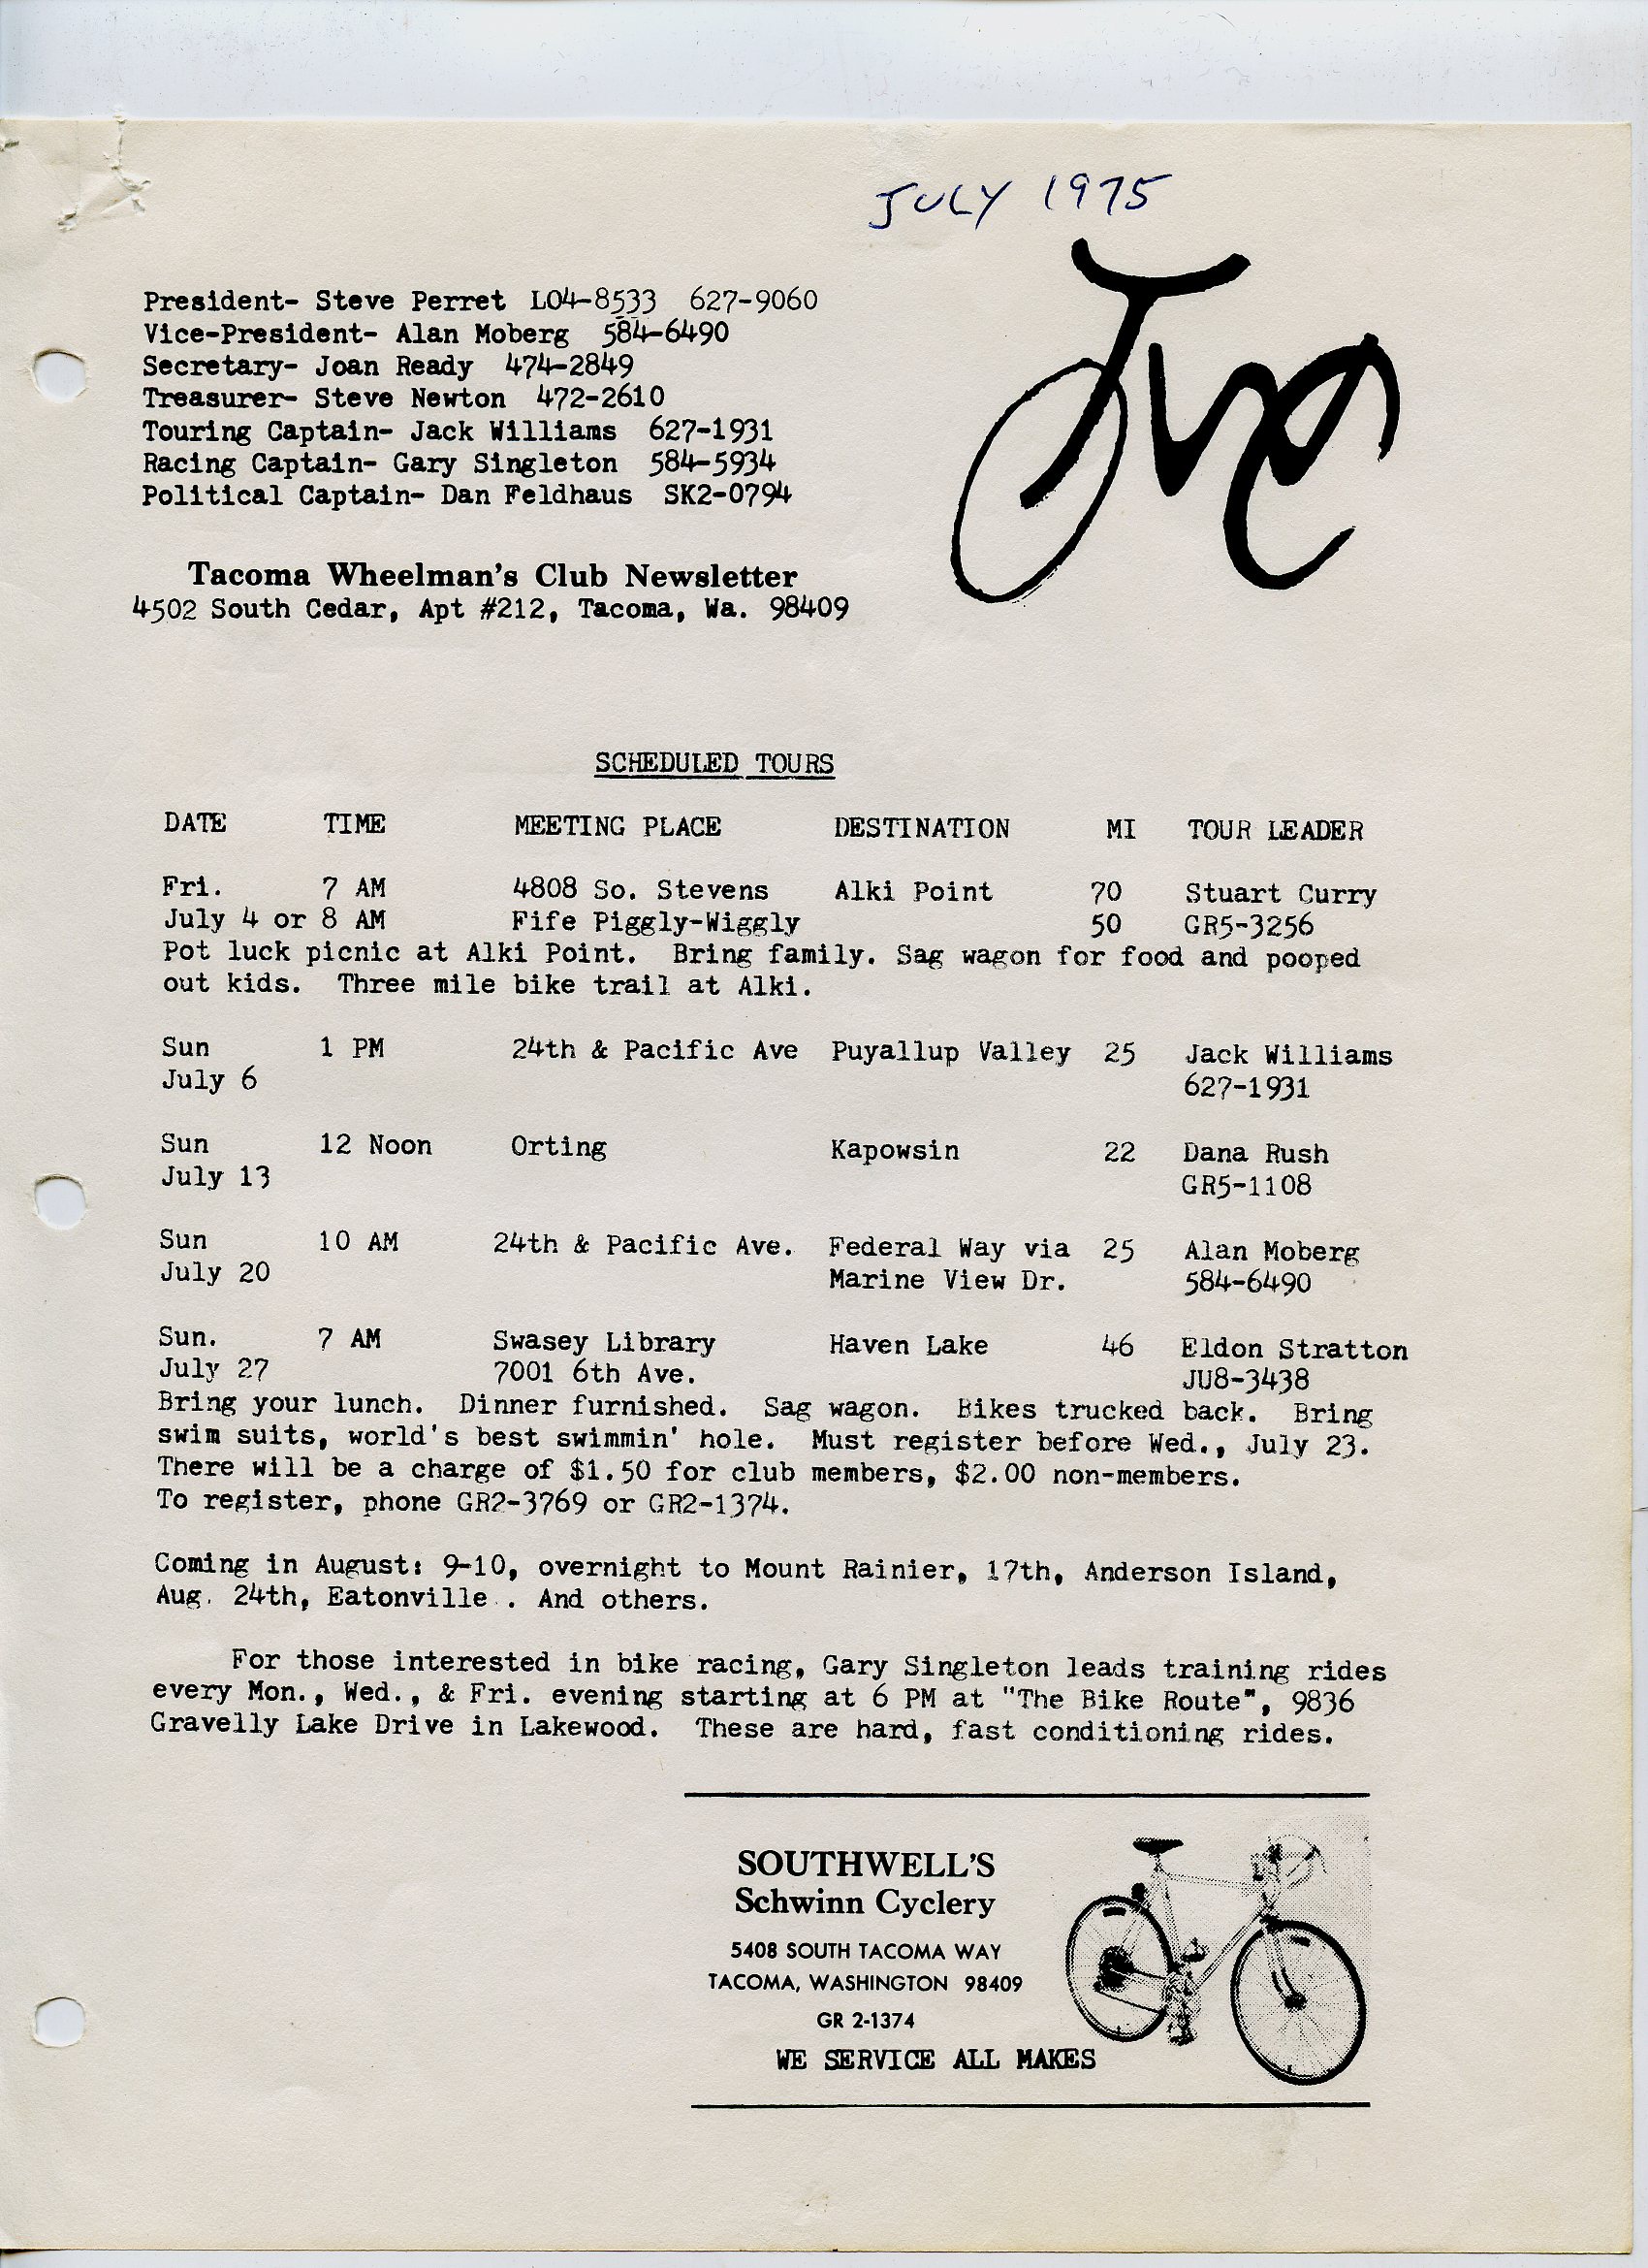 JULY 1975
TWC
President- Steve Perret LO4-8533 627-9060
Vice-President- Alan Moberg 584-6490
Secretary- Joan Ready 474-2849
Treasurer- Steve Newton 472-2610
Touring Captain- Jack Williams 627-1931
Racing Captain- Gary Singleton 584-5934
Political Captain- Dan Feldhaus SK2-0794
Tacoma Wheelman's Club Newsletter
4502 South Cedar, Apt #212, Tacoma, Wa. 98409
SCHEDULED TOURS
DATE TIME MEETING PLACE DESTINATION MI TOUR LEADER
Fri. 7 AM 4808 So. Stevens Alki Point 70 Stuart Curry
July 4 or 8 AM Fife Piggly-Wiggly 50 GR5-3256
Pot luck picnic at Alki Point. Bring family. Sag wagon for food and pooped
out kids. Three mile bike trail at Alki.
Sun 1 PM 24th & Pacific Ave Puyallup Valley 25 Jack Williams
July 6 627-1931
Sun 12 Noon Orting Kapowsin 22 Dana Rush
July 13 GR5-1108
Sun 10 AM 24th & Pacific Ave. Federal Way via 25 Alan Moberg
July 20 Marine View Dr. 584-6490
Sun. 7 AM Swasey Library Haven Lake 46 Eldon Stratton
July 27 7001 6th Ave. JU8-3438
Bring your lunch. Dinner furnished. Sag wagon. Bikes trucked back. Bring
swim suits, world's best swimmin' hole. Must register before Wed., July 23.
There will be a charge of $1.50 for club members, $2.00 non-members.
To register, phone GR2-3769 or GR2-1374.
Coming in August: 9-10, overnight to Mount Rainier, 17th, Anderson Island,
Aug. 24th, Eatonville . And others.
For those interested in bike racing, Gary Singleton leads training rides
every Mon., Wed., & Fri. evening starting at 6 PM at "The Bike Route", 9836
Gravelly Lake Drive in Lakewood. These are hard, fast conditioning rides.
SOUTHWELL'S
Schwinn Cyclery
5408 SOUTH TACOMA WAY
TACOMA, WASHINGTON 98409
GR 2-1374
WE SERVICE ALL MAKES